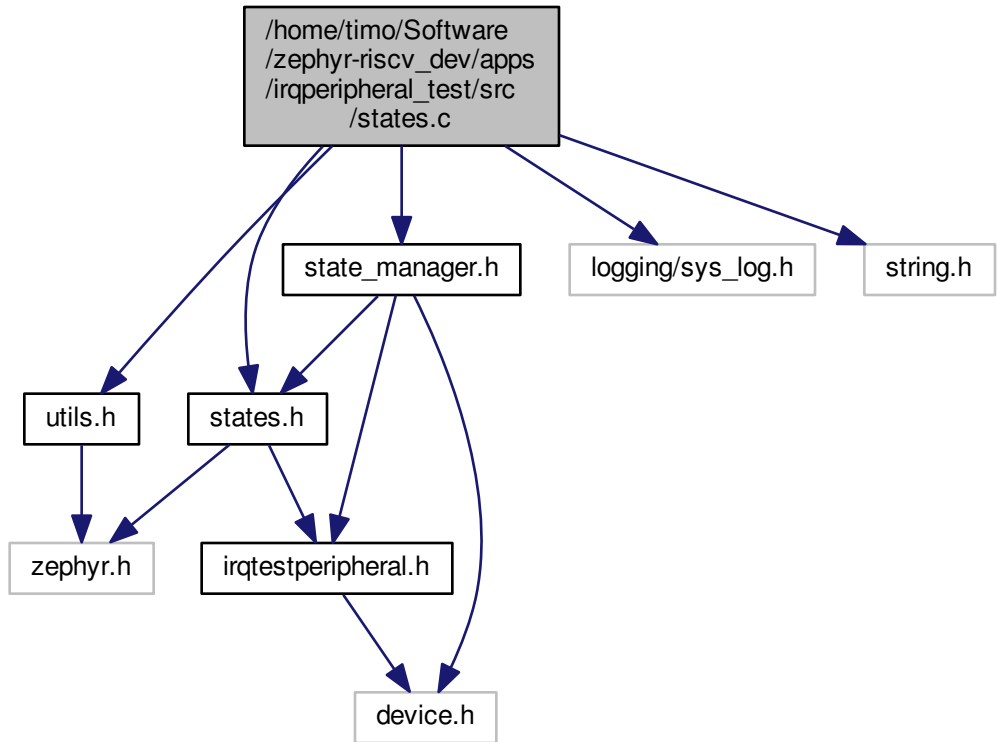 /home/timo/Software
/zephyr-riscv_dev/apps
/irqperipheral_test/src
/states.c
state_manager.h
logging/sys_log.h
string.h
utils.h
states.h
zephyr.h
irqtestperipheral.h
device.h